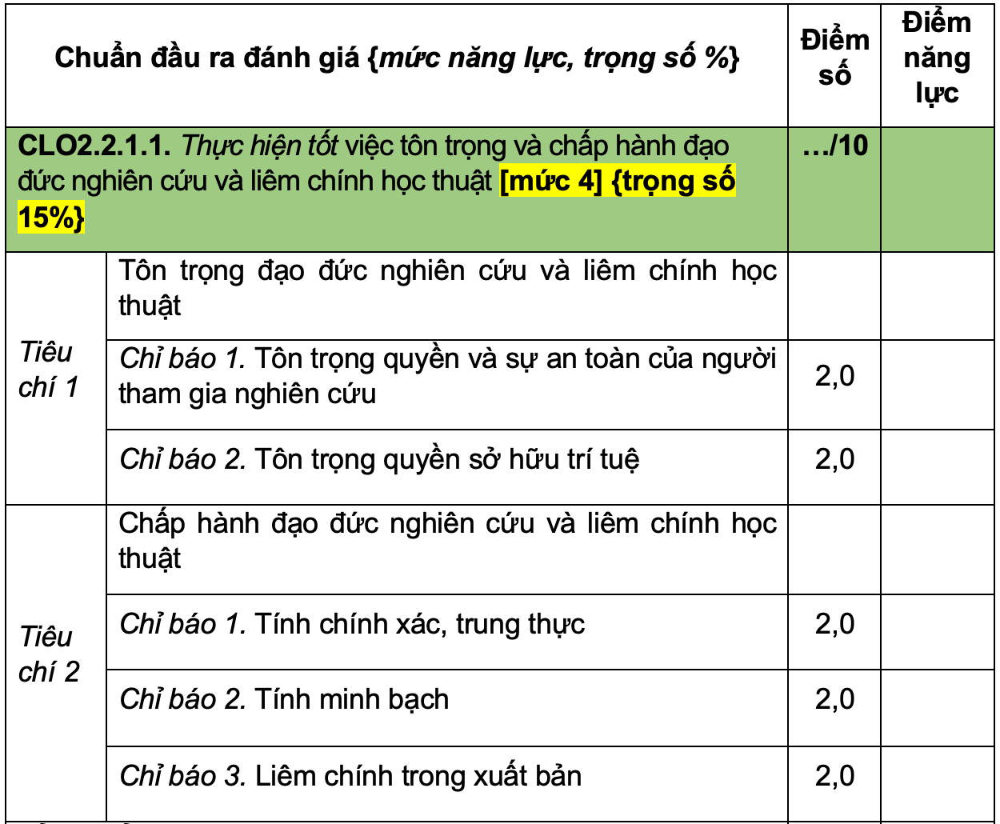 Chuẩn đầu ra đánh giá {mức năng lực, trọng số %}
Điểm
số
Điểm
năng
lực
CLO2.2.1.1. Thực hiện tốt việc tôn trọng và chấp hành đạo
đức nghiên cứu và liêm chính học thuật [mức 4] {trọng số
15%}
…/10
Tiêu
chí 1
Tôn trọng đạo đức nghiên cứu và liêm chính học
thuật
Chỉ báo 1. Tôn trọng quyền và sự an toàn của người
tham gia nghiên cứu
2,0
Chỉ báo 2. Tôn trọng quyền sở hữu trí tuệ
2,0
Tiêu
chí 2
Chấp hành đạo đức nghiên cứu và liêm chính học
thuật
Chỉ báo 1. Tính chính xác, trung thực
2,0
Chỉ báo 2. Tính minh bạch
2,0
Chỉ báo 3. Liêm chính trong xuất bản
2,0